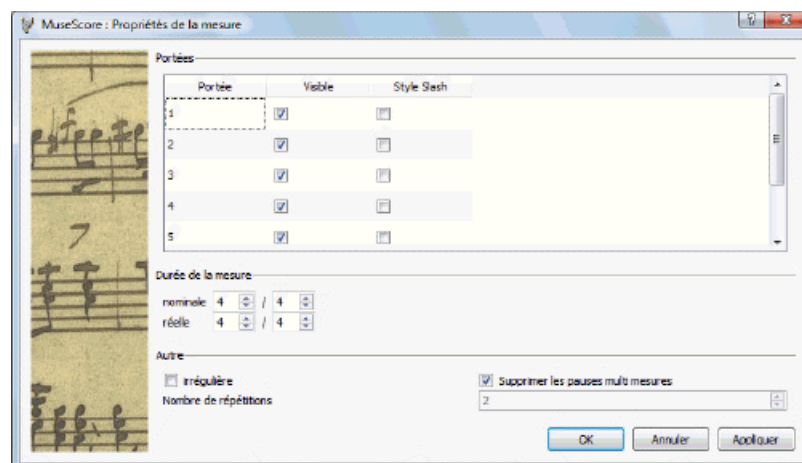 MuseScore : Propriétés de la mesure
Portées
Portée Visible Style Slash
1
2
3
4
5
Durée de la mesure
nominale 4 / 4
réelle 4 / 4
Autre
irrégulière Supprimer les pauses multi mesures
Nombre de répétitions 2
OK Annuler Appliquer